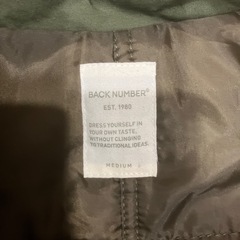 BACK NUMBER®
EST. 1980
DRESS YOURSELF IN
YOUR OWN TASTE.
WITHOUT CLINGING
TO TRADITIONAL IDEAS.
MEDIUM